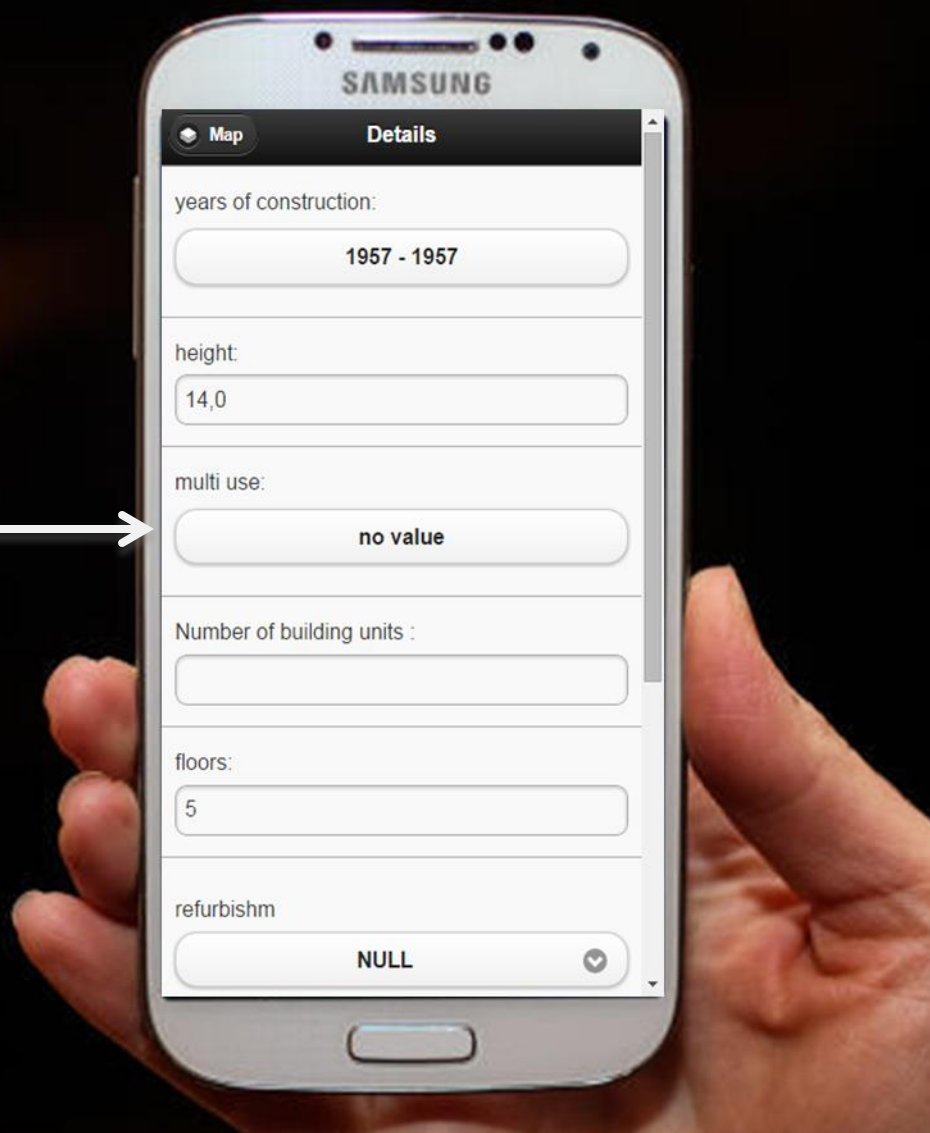 SAMSUNG
Map
Details
years of construction:
1957 - 1957
height:
14,0
multi use:
no value
Number of building units :
floors:
5
refurbishm
NULL